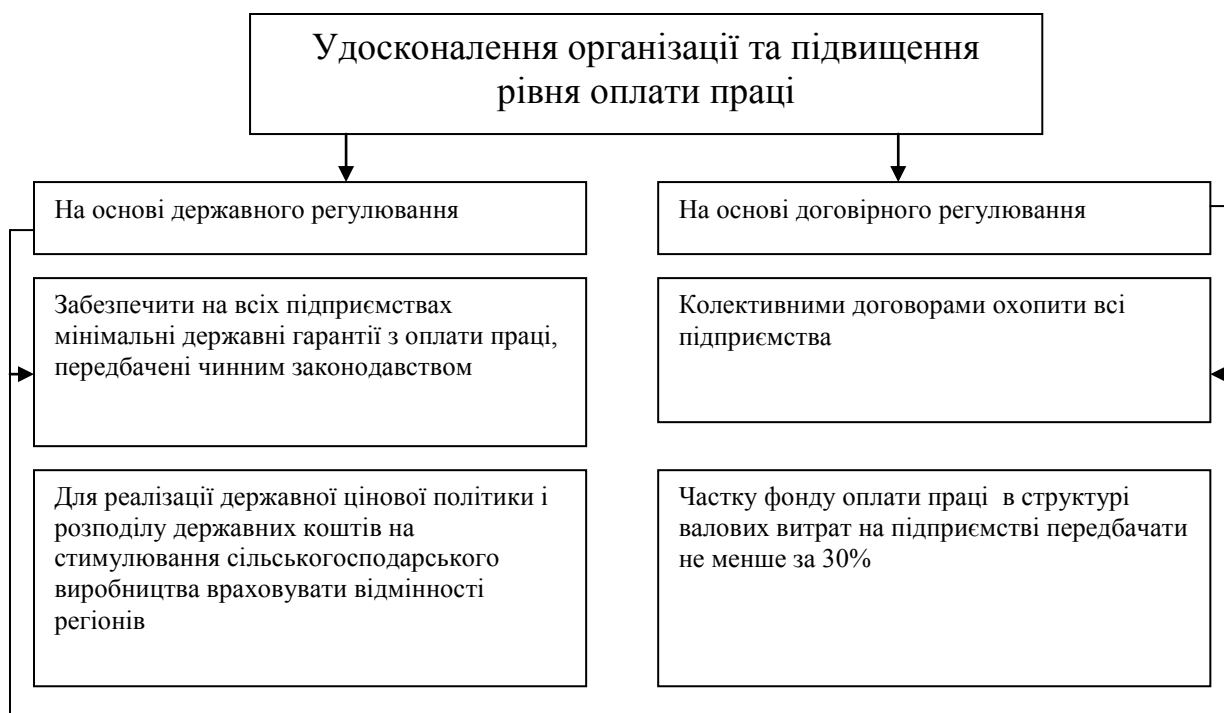 Удосконалення організації та підвищення
рівня оплати праці
На основі державного регулювання
На основі договірного регулювання
Забезпечити на всіх підприємствах
мінімальні державні гарантії з оплати праці,
передбачені чинним законодавством
Колективними договорами охопити всі
підприємства
Для реалізації державної цінової політики і
розподілу державних коштів на
стимулювання сільськогосподарського
виробництва враховувати відмінності
регіонів
Частку фонду оплати праці  в структурі
валових витрат на підприємстві передбачати
не менше за 30%